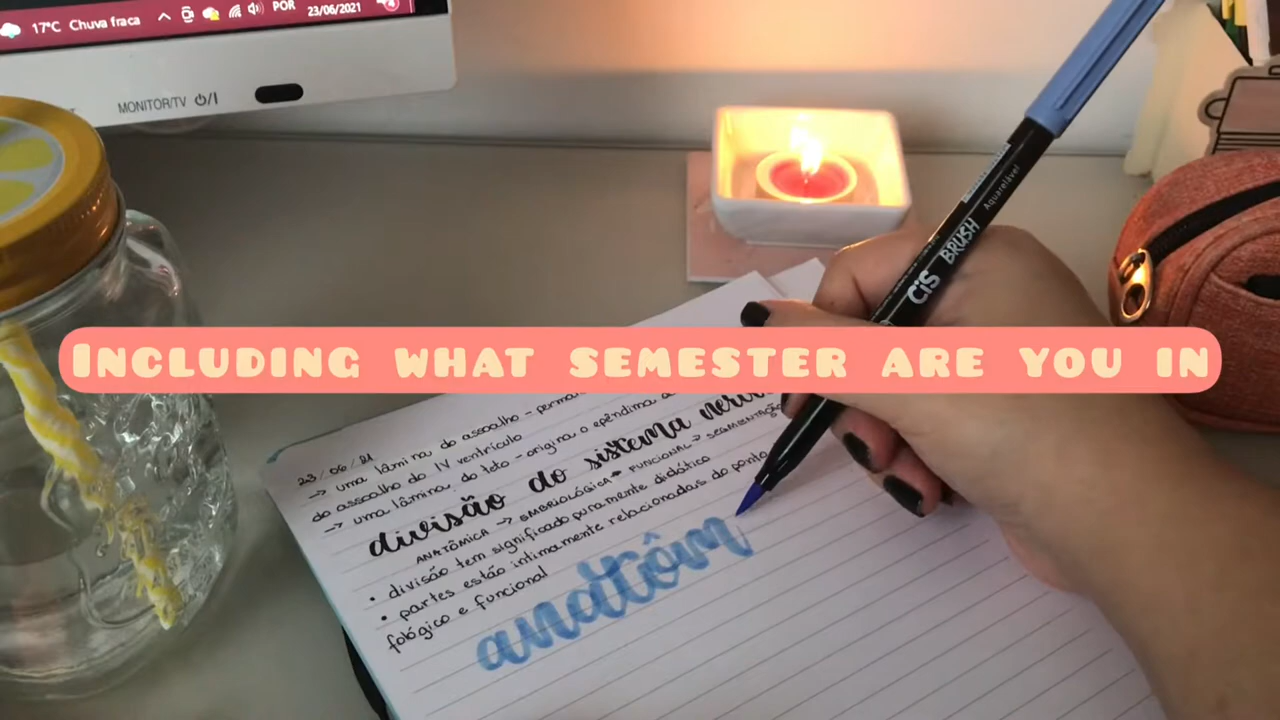 17°C Chuva fraca POR 23/06/2021
MONITOR/TV
Aquarelável
CiS BRUSH
INCLUDING WHAT SEMESTER ARE YOU IN
23/06/21
→ uma lâmina do assoalho -
do assoalho do IV ventrículo
→ uma lâmina do teto - origina o epêndima
divisão do sistema
ANATÔMICA → EMBRIOLÓGICA → FUNCIONAL → SEGMENTAÇÃO
• divisão tem significado puramente didático
• partes estão intimamente relacionadas do ponto
fológico e funcional
anatôm